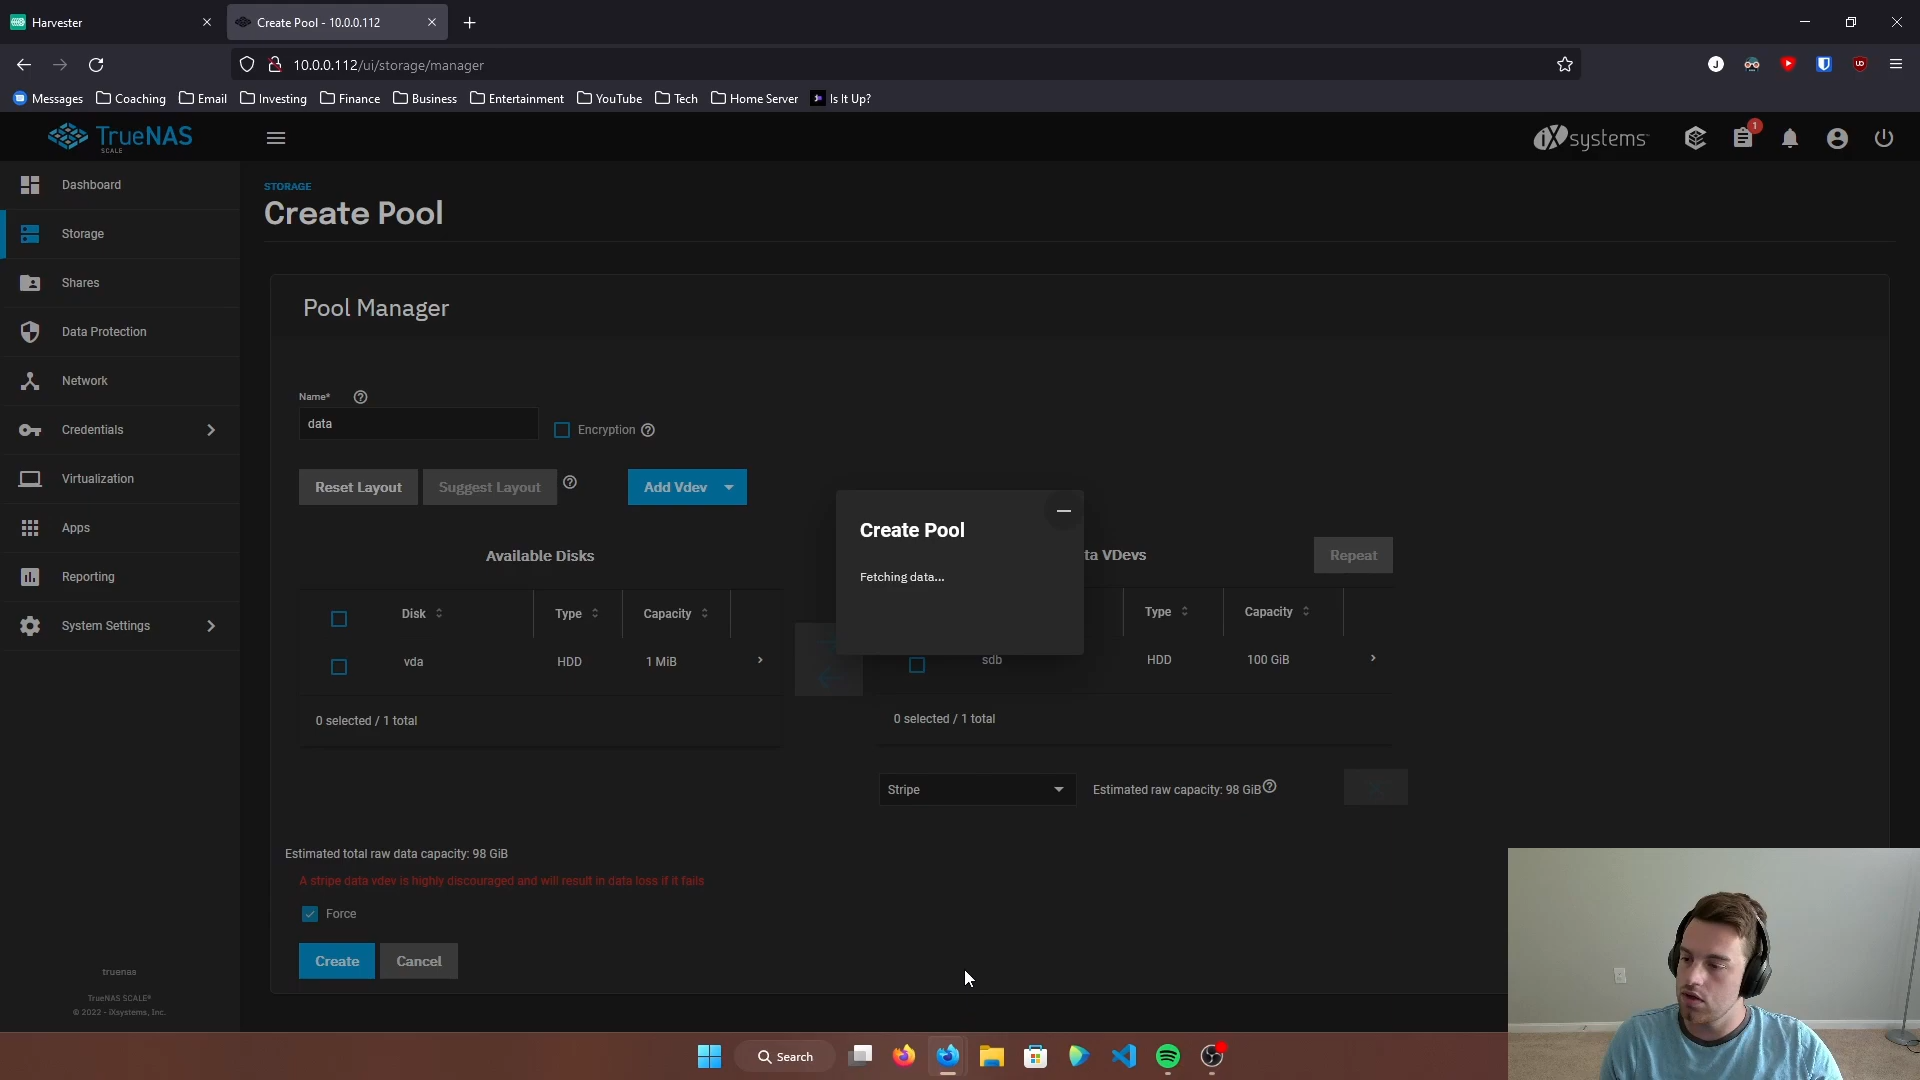 Harvester
Create Pool - 10.0.0.112
10.0.0.112/ui/storage/manager
Messages
Coaching
Email
Investing
Finance
Business
Entertainment
YouTube
Tech
Home Server
Is It Up?
TrueNAS
SCALE
iXsystems
1
Dashboard
Storage
Shares
Data Protection
Network
Credentials
Virtualization
Apps
Reporting
System Settings
truenas
TrueNAS SCALE®
© 2022 - iXsystems, Inc.
STORAGE
Create Pool
Pool Manager
Name*
data
Encryption
Reset Layout
Suggest Layout
Add Vdev
Available Disks
Disk
Type
Capacity
vda
HDD
1 MiB
0 selected / 1 total
Create Pool
Fetching data...
ta VDevs
Repeat
Type
Capacity
sdb
HDD
100 GiB
0 selected / 1 total
Stripe
Estimated raw capacity: 98 GiB
Estimated total raw data capacity: 98 GiB
A stripe data vdev is highly discouraged and will result in data loss if it fails
Force
Create
Cancel
Search